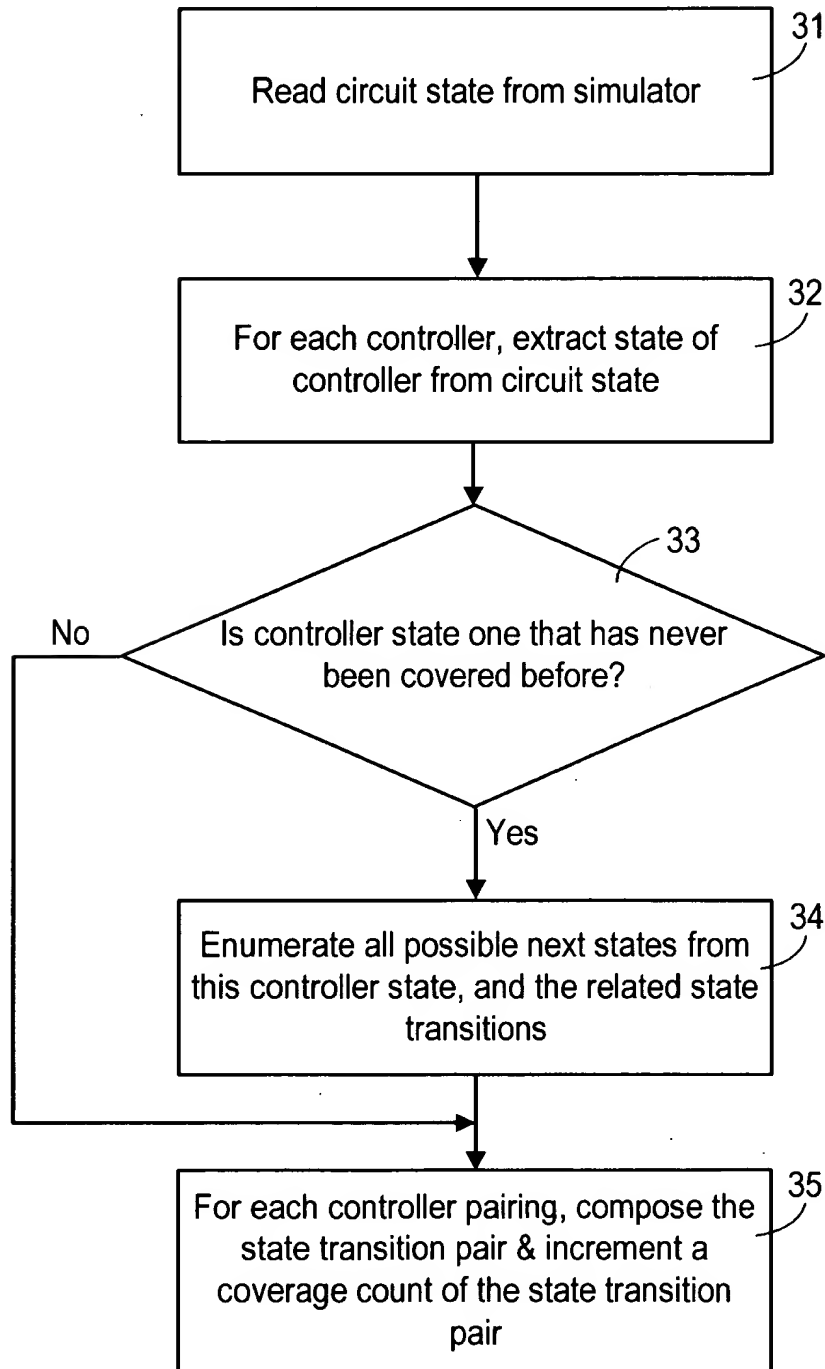 31
Read circuit state from simulator
32
For each controller, extract state of
controller from circuit state
33
No
Is controller state one that has never
been covered before?
Yes
34
Enumerate all possible next states from
this controller state, and the related state
transitions
35
For each controller pairing, compose the
state transition pair & increment a
coverage count of the state transition
pair